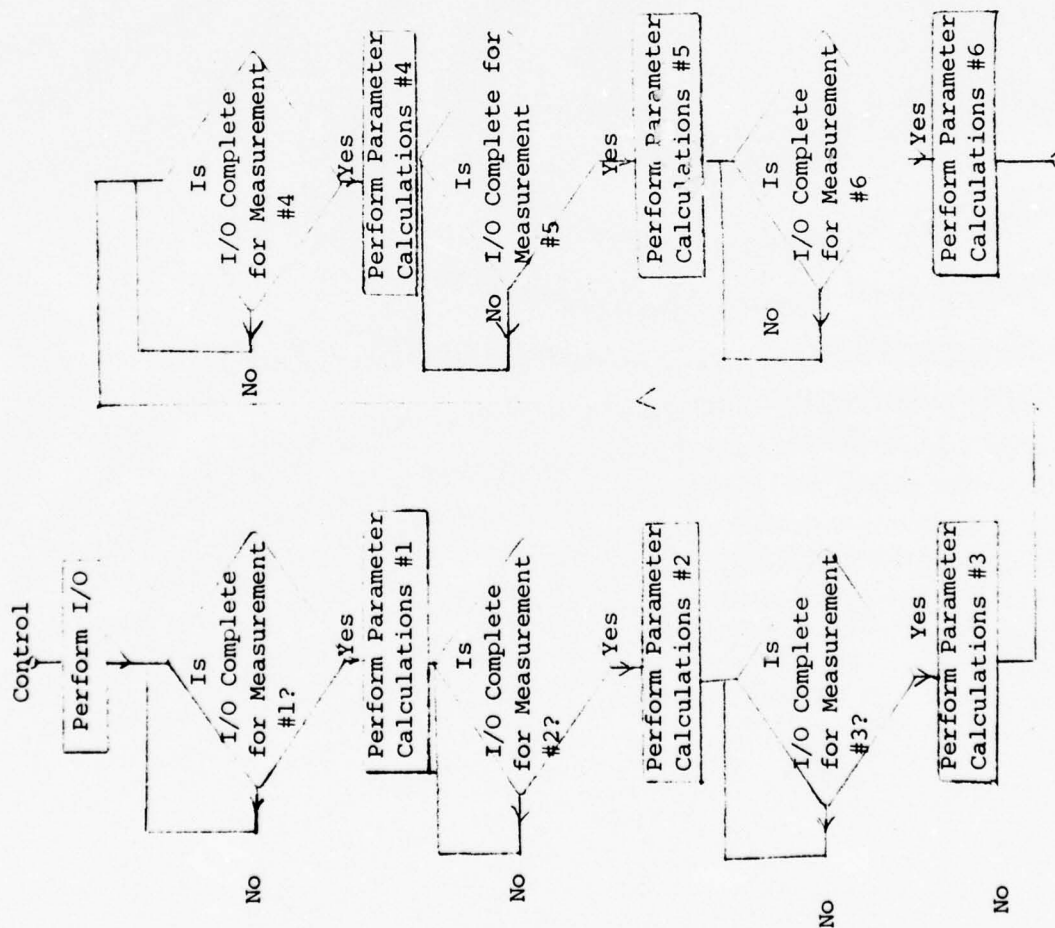 Control
Perform I/O
Is
I/O Complete
for Measurement
#1?
No
Yes
Perform Parameter
Calculations #1
Is
I/O Complete
for Measurement
#2?
No
Yes
Perform Parameter
Calculations #2
Is
I/O Complete
for Measurement
#3?
No
Yes
Perform Parameter
Calculations #3
No
Is
I/O Complete
for Measurement
#4
No
Yes
Perform Parameter
Calculations #4
Is
I/O Complete for
Measurement
#5
No
Yes
Perform Parameter
Calculations #5
Is
I/O Complete
for Measurement
#6
No
Yes
Perform Parameter
Calculations #6